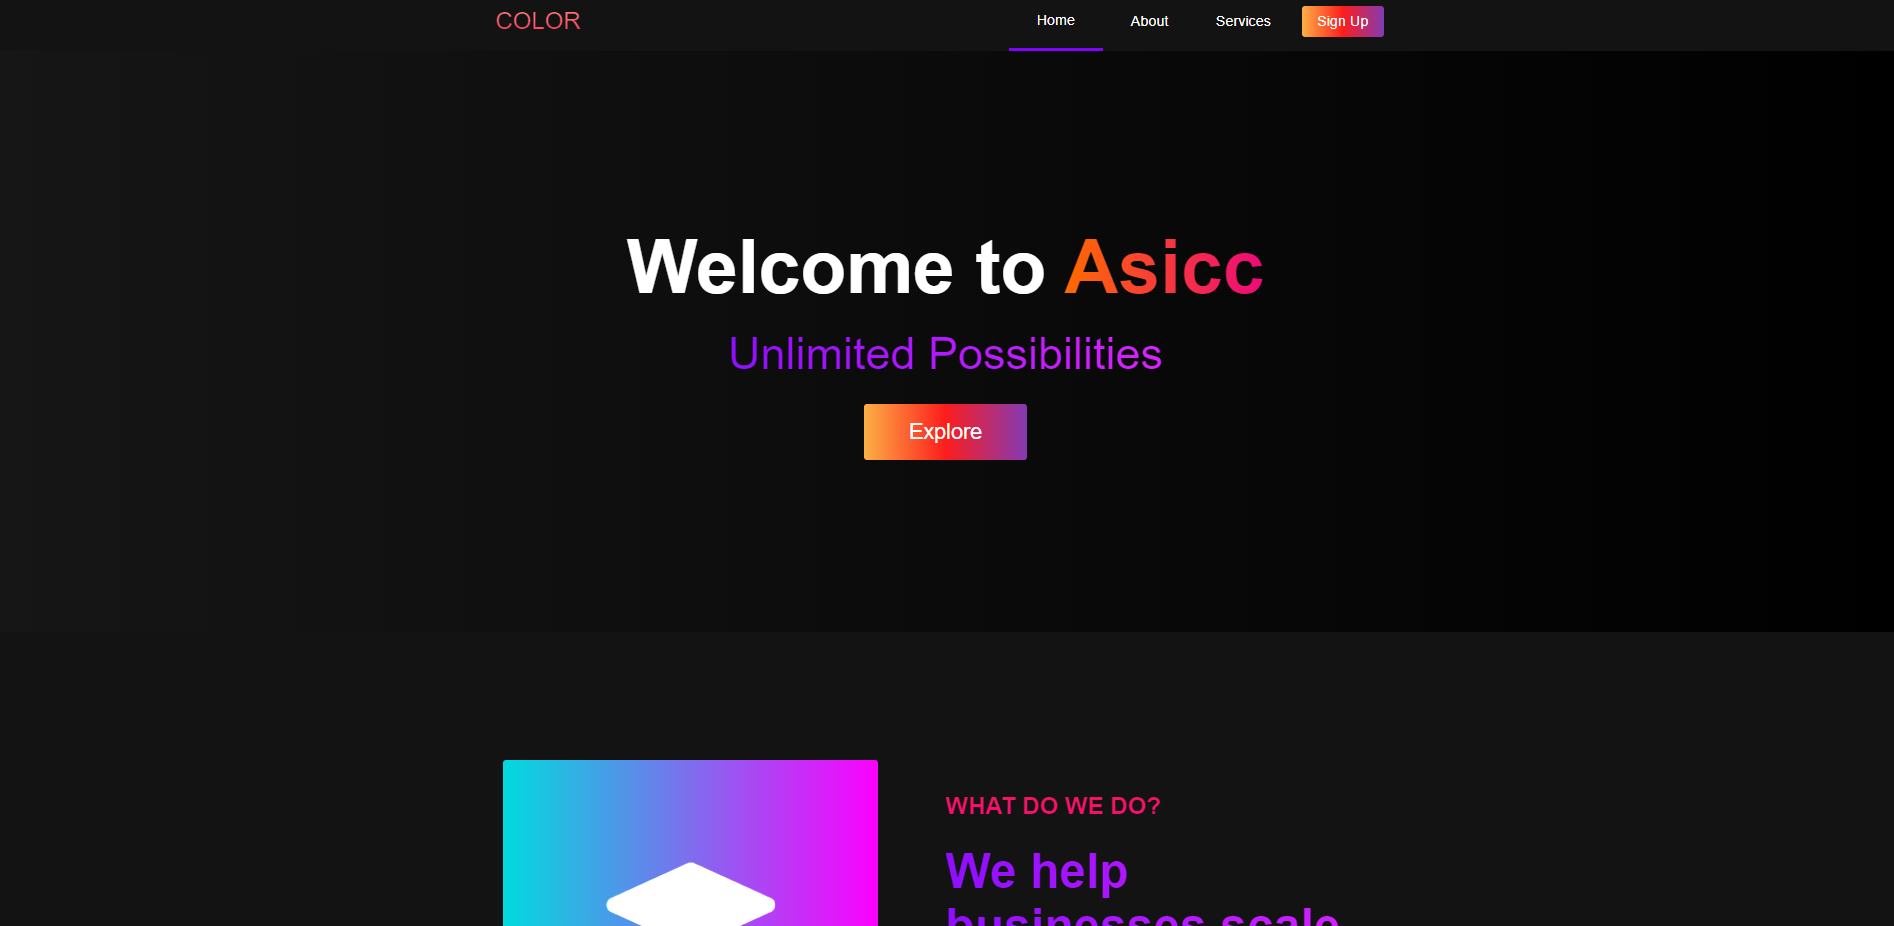 COLOR
Home
About
Services
Sign Up
Welcome to Asicc
Unlimited Possibilities
Explore
WHAT DO WE DO?
We help
businesses scale